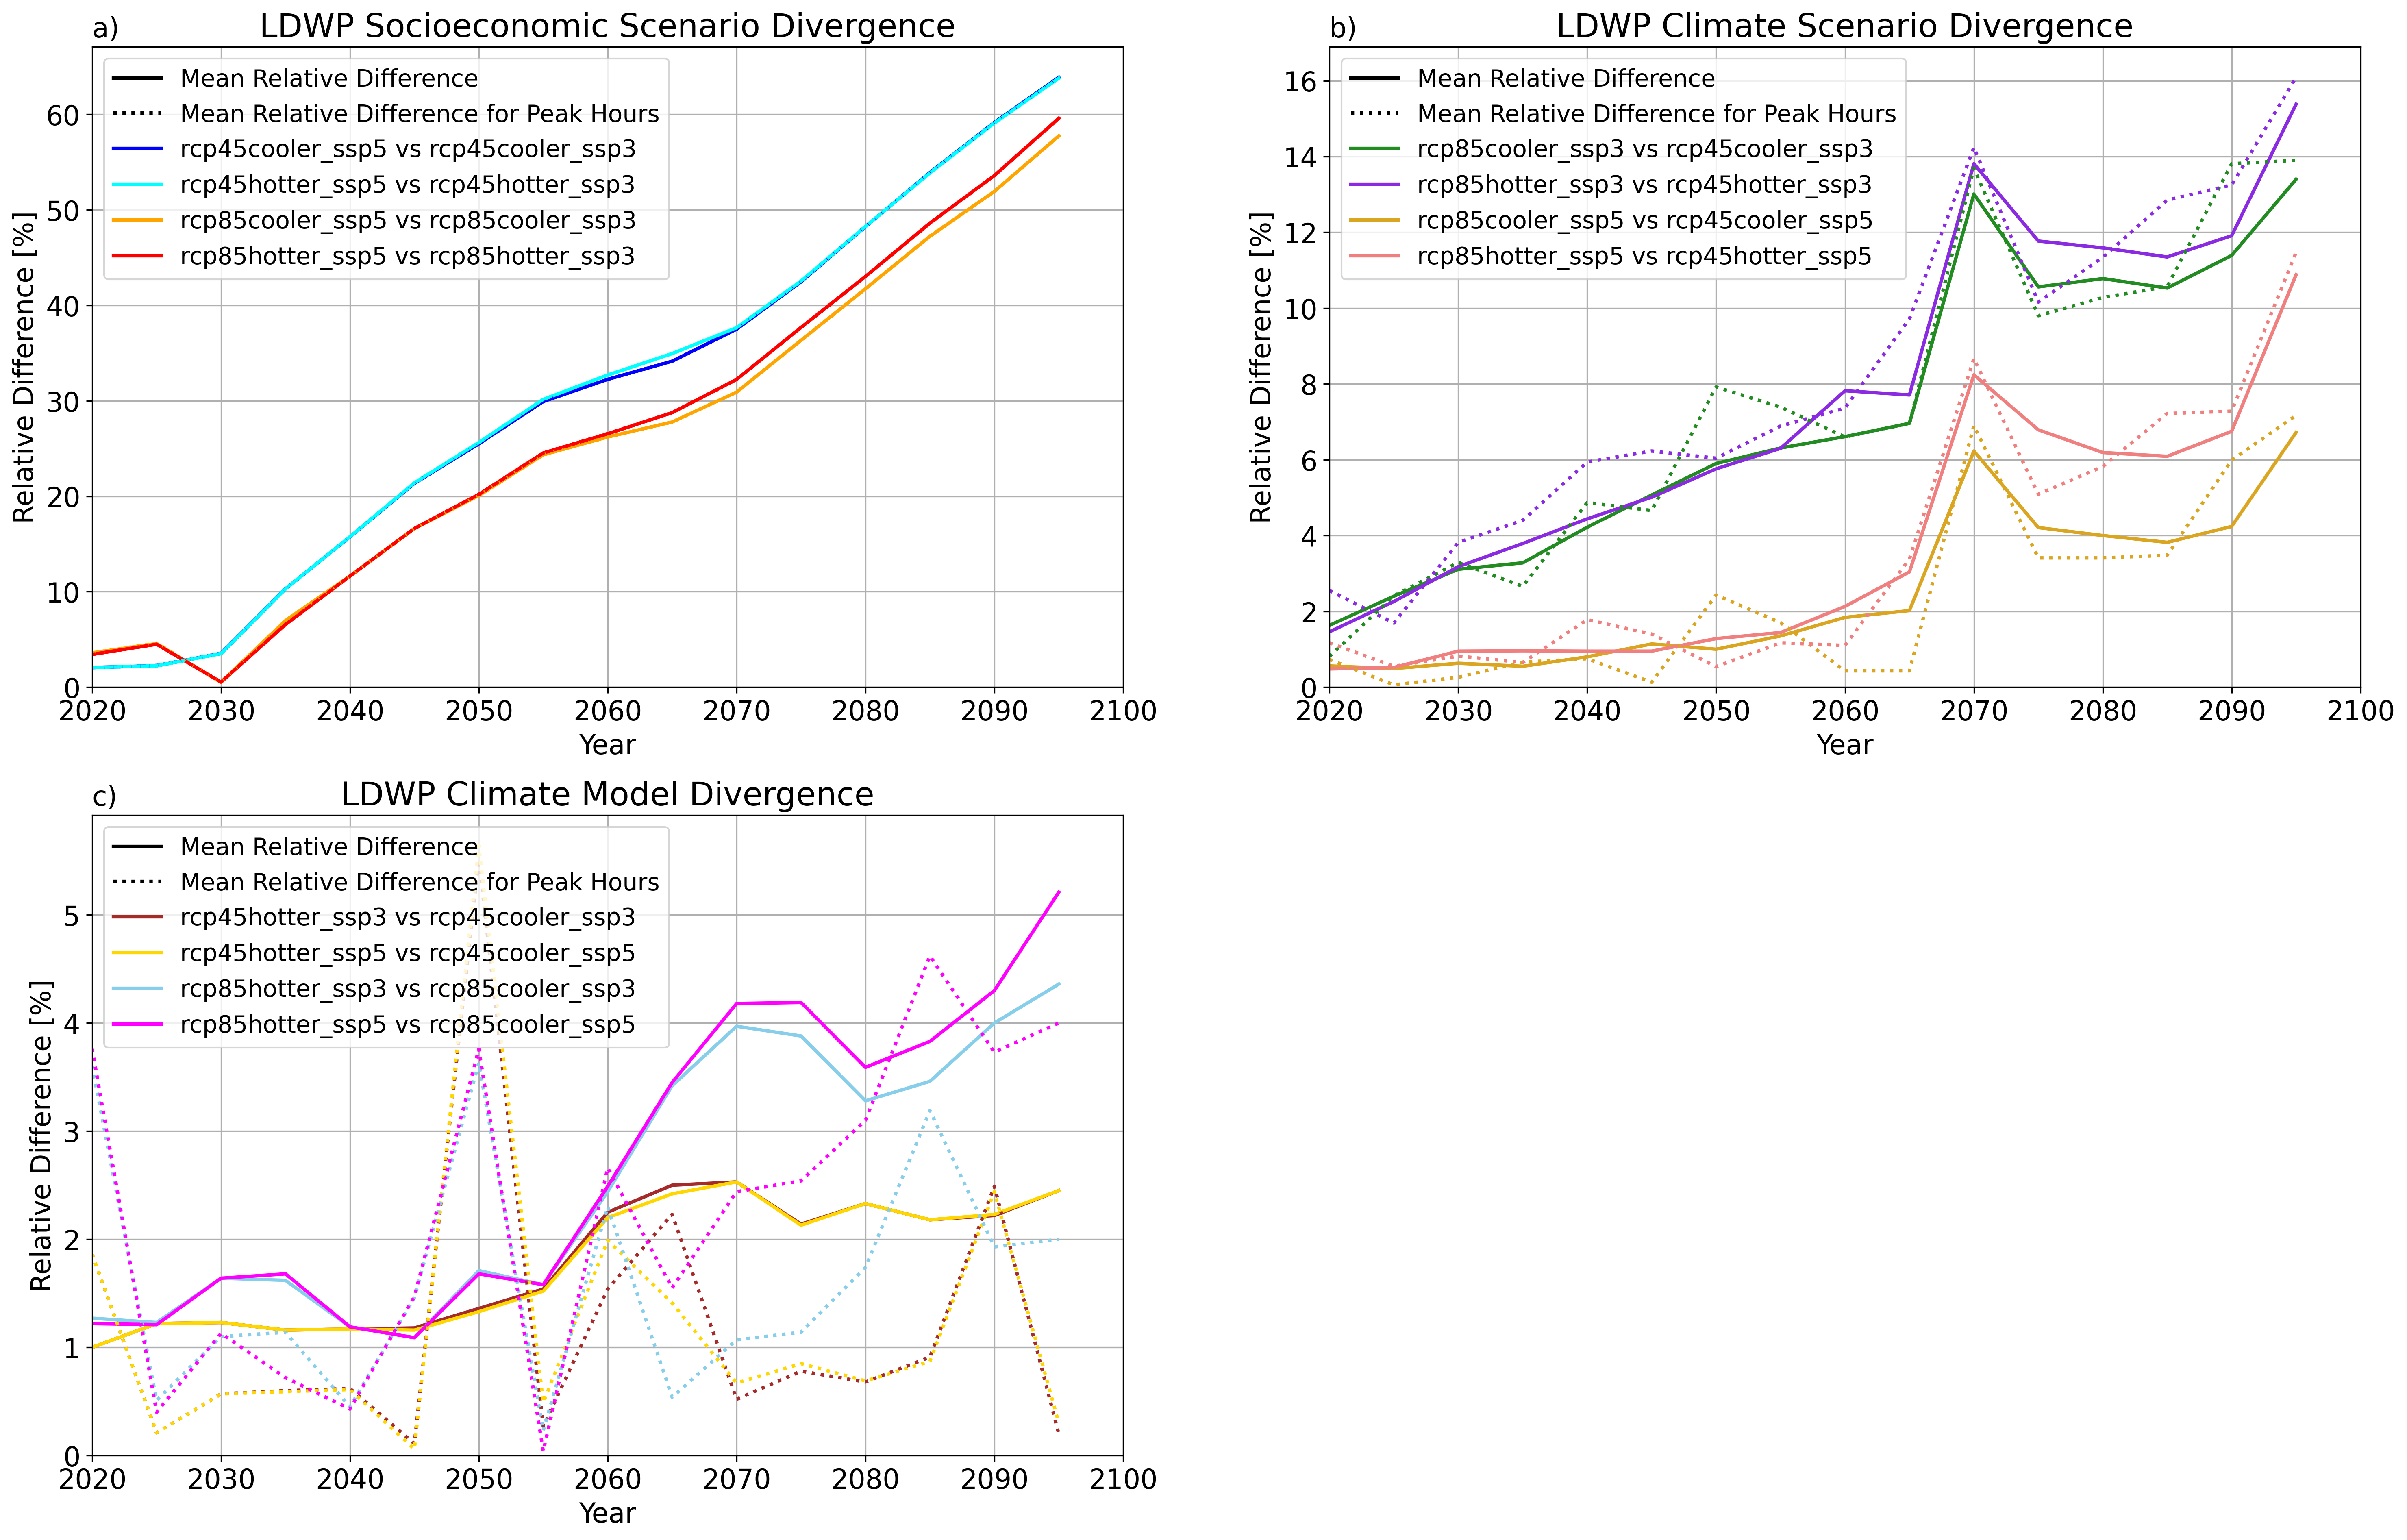 a)
LDWP Socioeconomic Scenario Divergence
Mean Relative Difference
Mean Relative Difference for Peak Hours
rcp45cooler_ssp5 vs rcp45cooler_ssp3
rcp45hotter_ssp5 vs rcp45hotter_ssp3
rcp85cooler_ssp5 vs rcp85cooler_ssp3
rcp85hotter_ssp5 vs rcp85hotter_ssp3
Relative Difference [%]
60
50
40
30
20
10
0
2020 2030 2040 2050 2060 2070 2080 2090 2100
Year
b)
LDWP Climate Scenario Divergence
Mean Relative Difference
Mean Relative Difference for Peak Hours
rcp85cooler_ssp3 vs rcp45cooler_ssp3
rcp85hotter_ssp3 vs rcp45hotter_ssp3
rcp85cooler_ssp5 vs rcp45cooler_ssp5
rcp85hotter_ssp5 vs rcp45hotter_ssp5
Relative Difference [%]
16
14
12
10
8
6
4
2
0
2020 2030 2040 2050 2060 2070 2080 2090 2100
Year
c)
LDWP Climate Model Divergence
Mean Relative Difference
Mean Relative Difference for Peak Hours
rcp45hotter_ssp3 vs rcp45cooler_ssp3
rcp45hotter_ssp5 vs rcp45cooler_ssp5
rcp85hotter_ssp3 vs rcp85cooler_ssp3
rcp85hotter_ssp5 vs rcp85cooler_ssp5
Relative Difference [%]
5
4
3
2
1
0
2020 2030 2040 2050 2060 2070 2080 2090 2100
Year